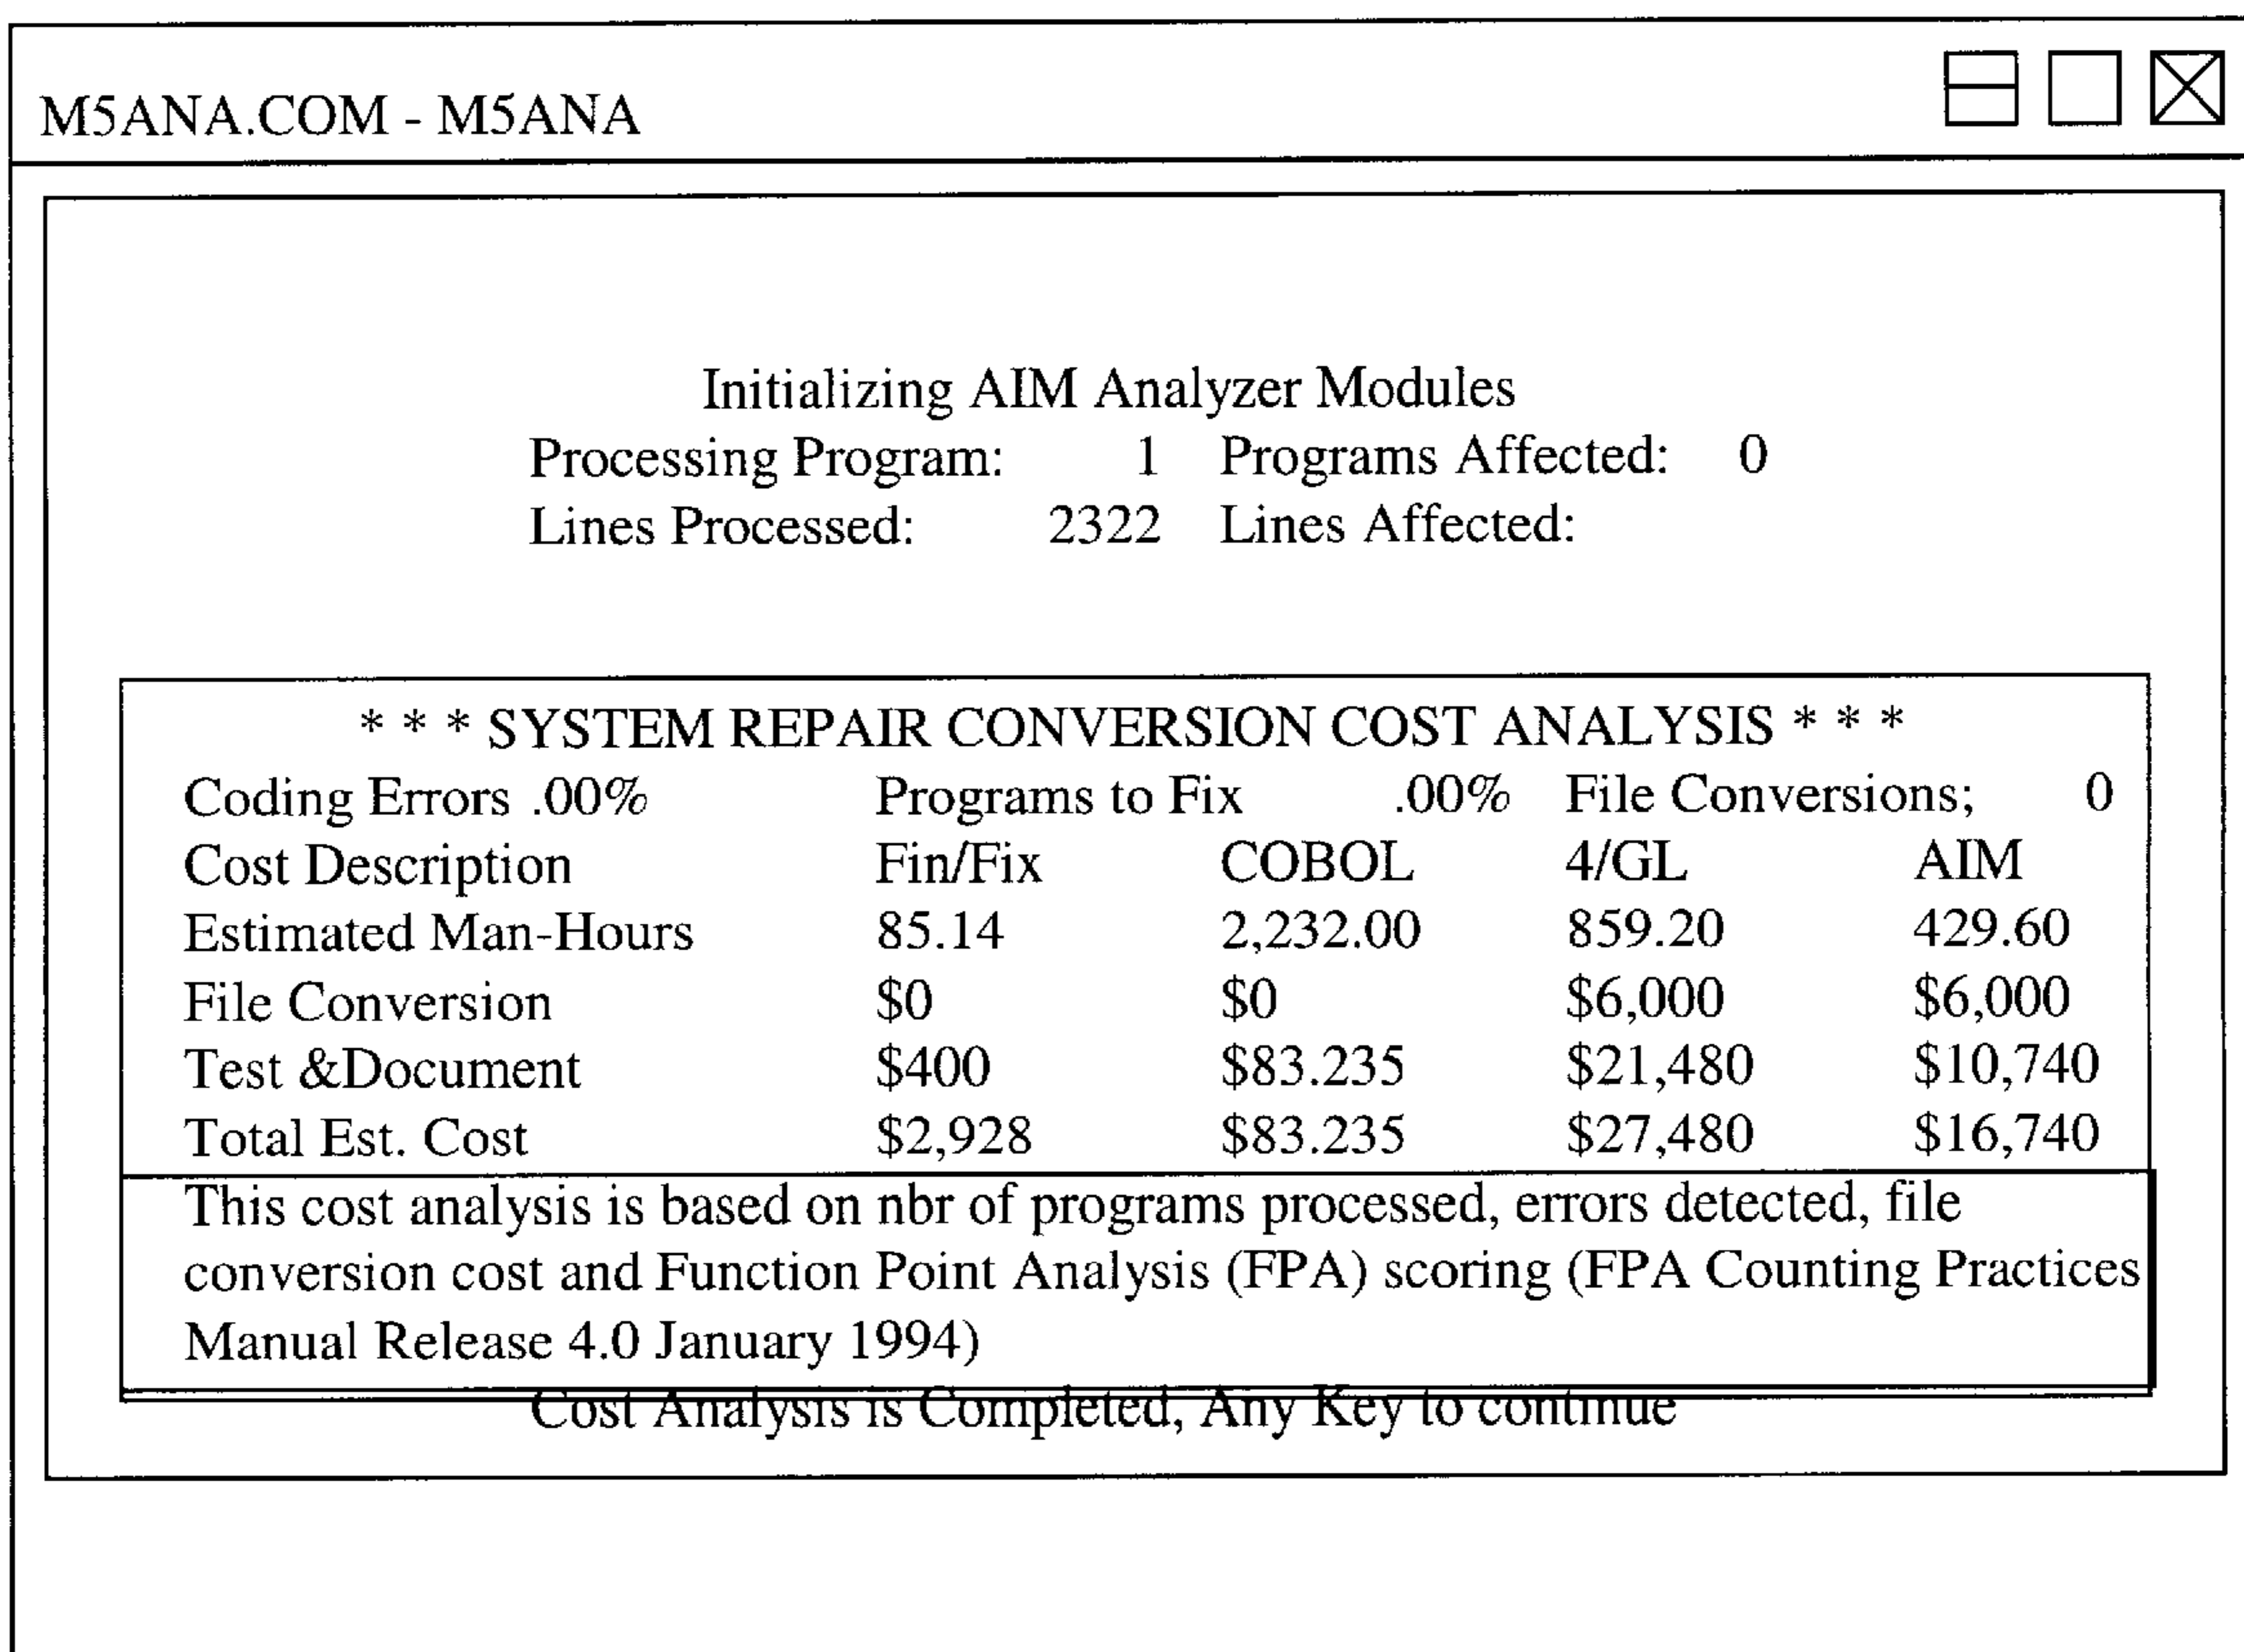 M5ANA.COM - M5ANA
Initializing AIM Analyzer Modules
Processing Program: 1 Programs Affected: 0
Lines Processed: 2322 Lines Affected:
* * * SYSTEM REPAIR CONVERSION COST ANALYSIS * * *
Coding Errors .00% Programs to Fix .00% File Conversions; 0
Cost Description Fin/Fix COBOL 4/GL AIM
Estimated Man-Hours 85.14 2,232.00 859.20 429.60
File Conversion $0 $0 $6,000 $6,000
Test &Document $400 $83.235 $21,480 $10,740
Total Est. Cost $2,928 $83.235 $27,480 $16,740
This cost analysis is based on nbr of programs processed, errors detected, file
conversion cost and Function Point Analysis (FPA) scoring (FPA Counting Practices
Manual Release 4.0 January 1994)
Cost Analysis is Completed, Any Key to continue